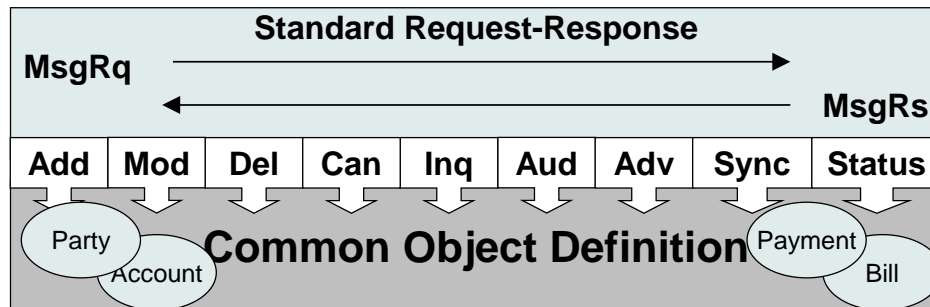 Standard Request-Response
MsgRq
MsgRs
Add Mod Del Can Inq Aud Adv Sync Status
Party
Account
Common Object Definition
Payment
Bill